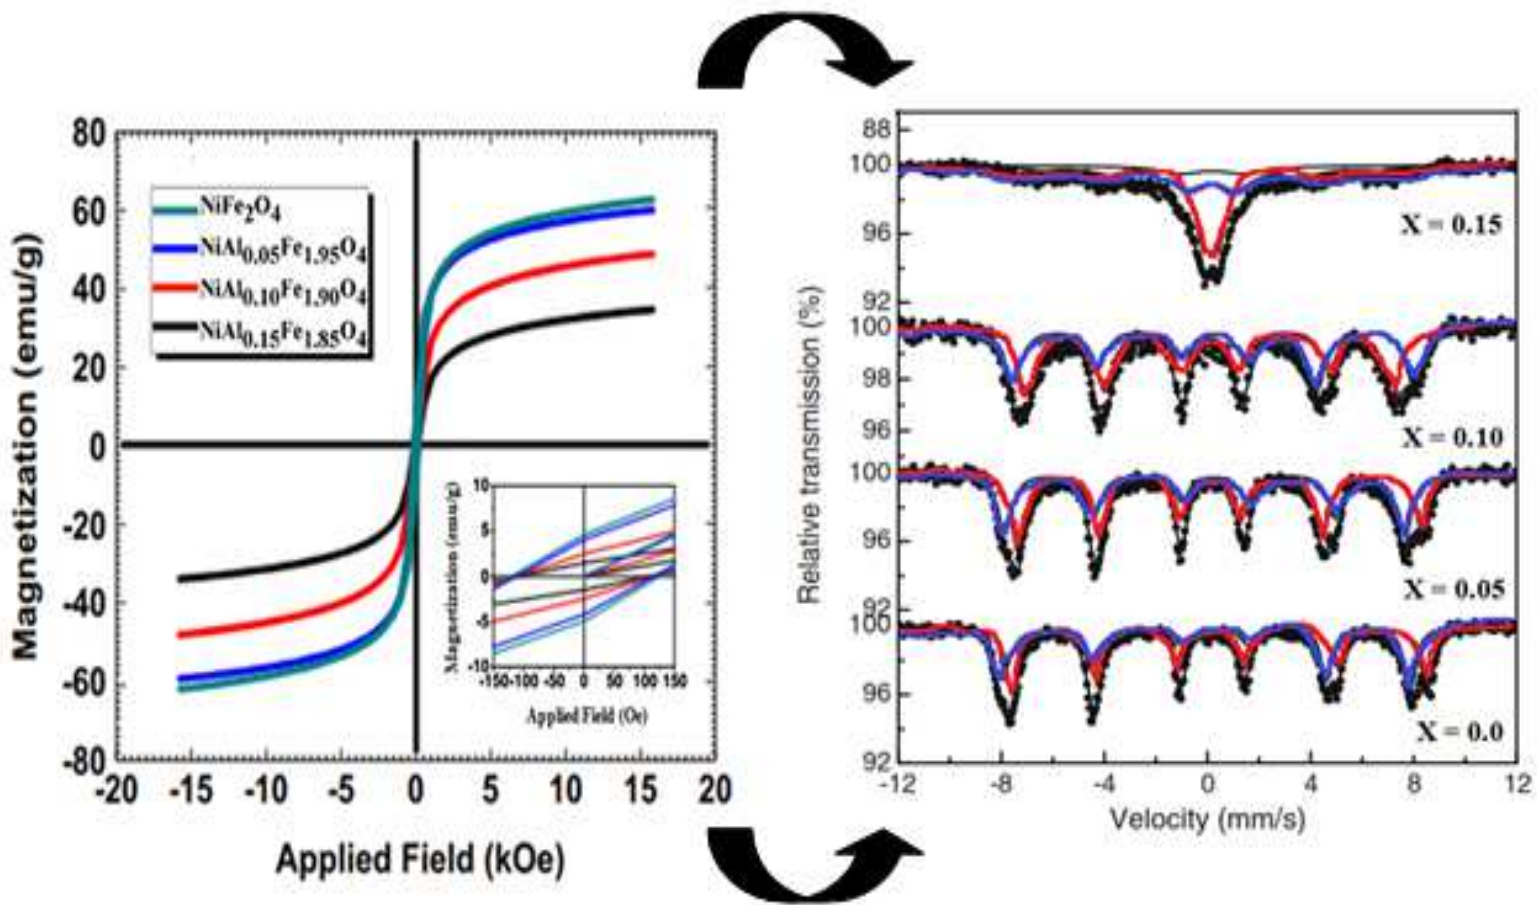 80
60
40
20
0
-20
-40
-60
-80
-20 -15 -10 -5 0 5 10 15 20
Magnetization (emu/g)
Applied Field (kOe)
NiFe2O4
NiAl0.05Fe1.95O4
NiAl0.10Fe1.90O4
NiAl0.15Fe1.85O4
10
5
0
-5
-10
-150 -100 -50 0 50 100 150
Magnetization (emu/g)
Applied Field (Oe)
88
100
96
92
100
98
96
100
96
92
100
96
92
-12 -8 -4 0 4 8 12
Relative transmission (%)
Velocity (mm/s)
X = 0.15
X = 0.10
X = 0.05
X = 0.0